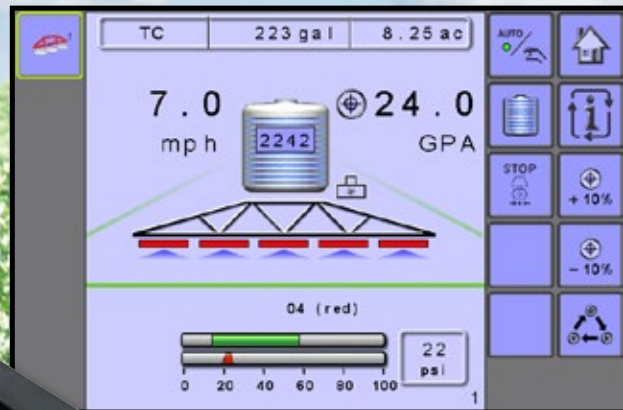 1
TC 223 gal 8.25 ac
AUTO/
7.0 24.0
mph 2242 GPA
STOP
+ 10%
- 10%
04 (red)
22
psi
0 20 40 60 80 100
1